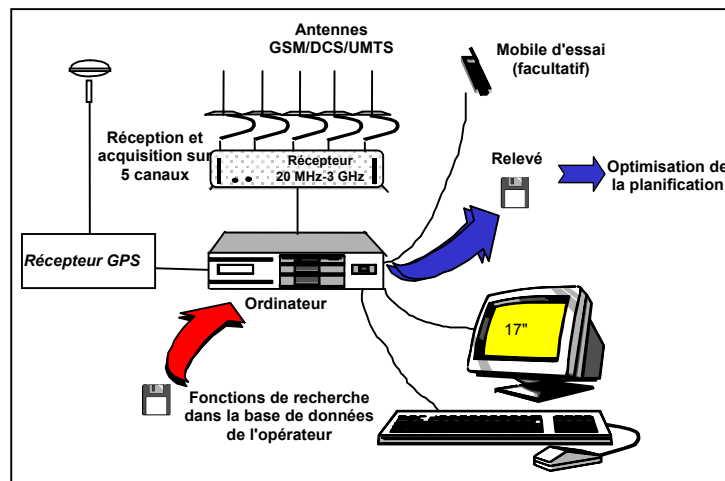 Antennes
GSM/DCS/UMTS
Mobile d'essai
(facultatif)
Réception et
acquisition sur
5 canaux
Récepteur
20 MHz-3 GHz
Relevé
Optimisation de
la planification
Récepteur GPS
Ordinateur
17"
Fonctions de recherche
dans la base de données
de l'opérateur